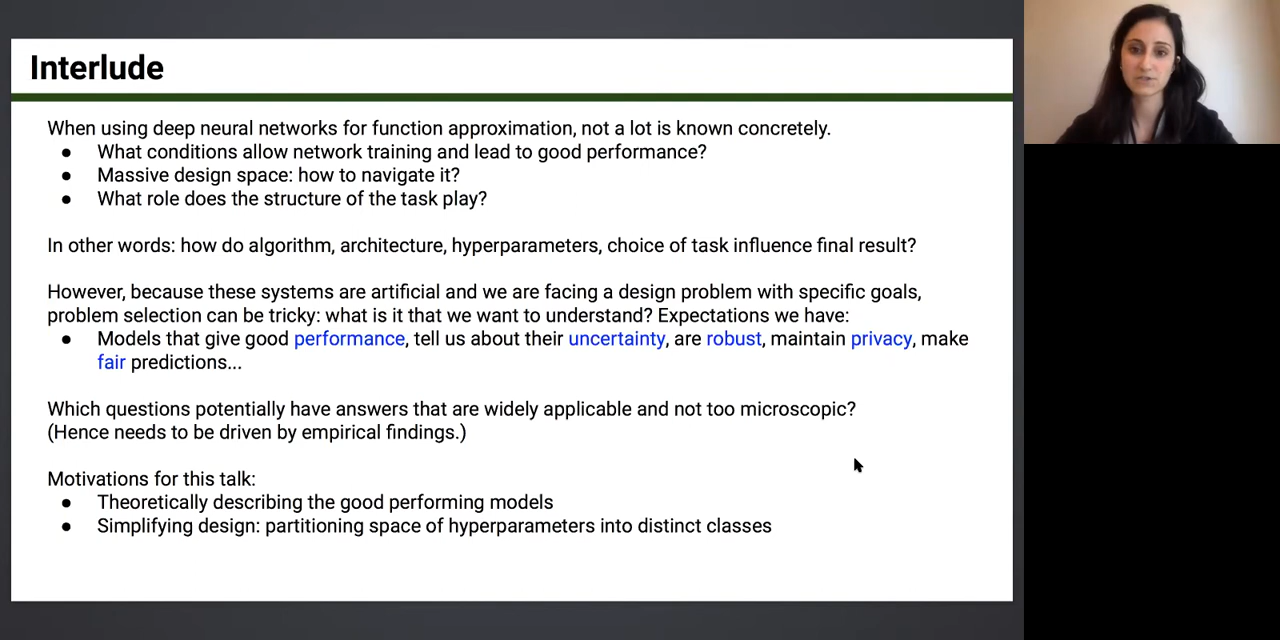 Interlude
When using deep neural networks for function approximation, not a lot is known concretely.
● What conditions allow network training and lead to good performance?
● Massive design space: how to navigate it?
● What role does the structure of the task play?
In other words: how do algorithm, architecture, hyperparameters, choice of task influence final result?
However, because these systems are artificial and we are facing a design problem with specific goals,
problem selection can be tricky: what is it that we want to understand? Expectations we have:
● Models that give good performance, tell us about their uncertainty, are robust, maintain privacy, make
fair predictions...
Which questions potentially have answers that are widely applicable and not too microscopic?
(Hence needs to be driven by empirical findings.)
Motivations for this talk:
● Theoretically describing the good performing models
● Simplifying design: partitioning space of hyperparameters into distinct classes